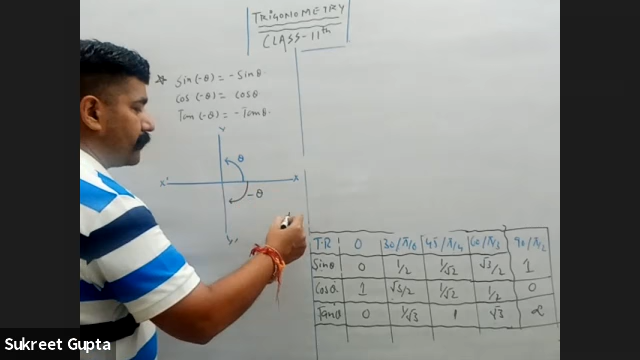 TRIGONOMETRY
CLASS-11th
Sin(-θ) = -Sinθ.
Cos(-θ) = Cosθ
Tan(-θ) = -Tanθ.
Y
θ
X' X
-θ
Y'
T.R 0 30/π/6 45/π/4 60/π/3 90/π/2
Sinθ 0 1/2 1/√2 √3/2 1
Cosθ 1 √3/2 1/√2 1/2 0
Tanθ 0 1/√3 1 √3 ∝
Sukreet Gupta